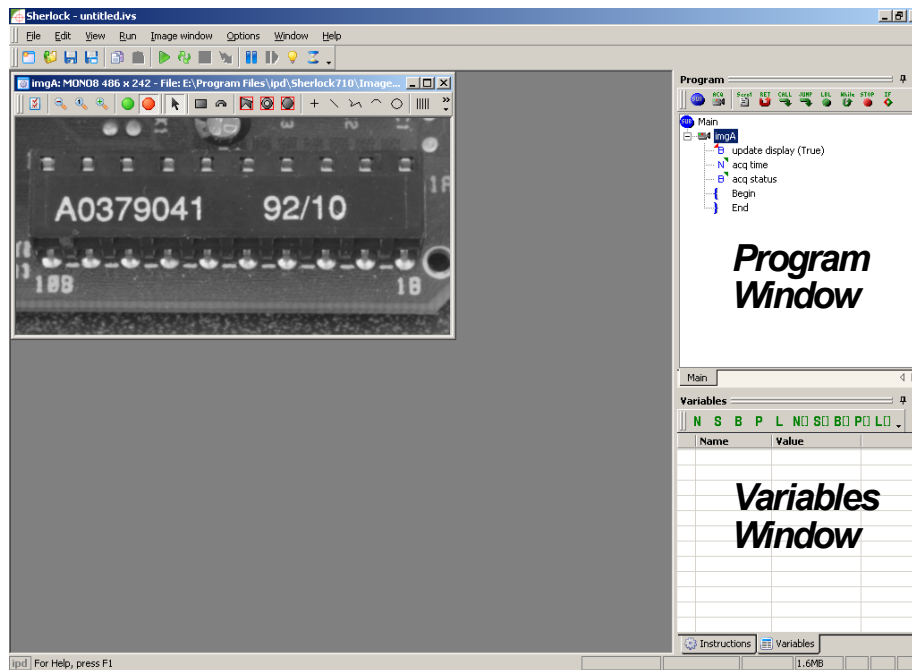 Sherlock - untitled.ivs
File Edit View Run Image window Options Window Help
imgA: MONO8 486 x 242 - File: E:\Program Files\ipd\Sherlock710\Image...
A0379041 92/10
10B
1B
1A
Program
SUB ACQ Script RET CALL JUMP LBL While STOP IF
SUB Main
imgA
B update display (True)
N acq time
B acq status
{ Begin
} End
Program
Window
Main
Variables
N S B P L N[] S[] B[] P[] L[]
Name Value
Variables
Window
Instructions Variables
ipd For Help, press F1 1.6MB